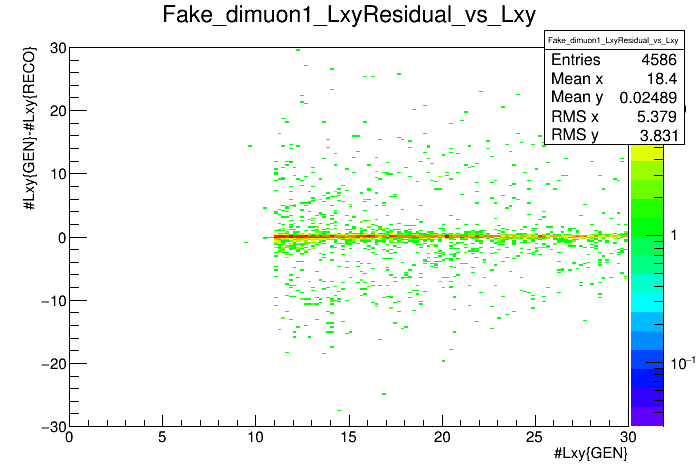 Fake_dimuon1_LxyResidual_vs_Lxy
Fake_dimuon1_LxyResidual_vs_Lxy
Entries 4586
Mean x 18.4
Mean y 0.02489
RMS x 5.379
RMS y 3.831
#Lxy{GEN}-#Lxy{RECO}
30
20
10
0
−10
−20
−30
0 5 10 15 20 25 30
#Lxy{GEN}
1
10⁻¹